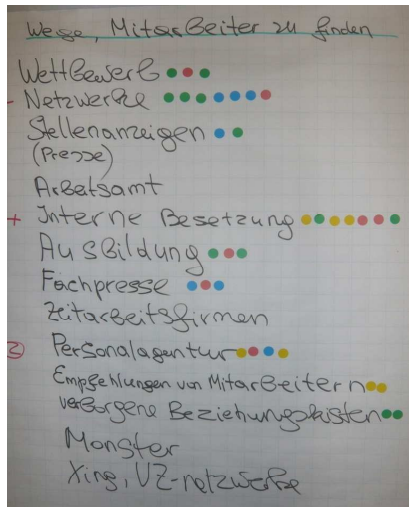 Wege, Mitarbeiter zu finden
Wettbewerb
- Netzwerke
Stellenanzeigen
(Presse)
Arbeitsamt
+ Interne Besetzung
Ausbildung
Fachpresse
Zeitarbeitsfirmen
Personalagentur
Empfehlungen von Mitarbeitern
verborgene Beziehungskisten
Monster
Xing, VZ-netzwerke